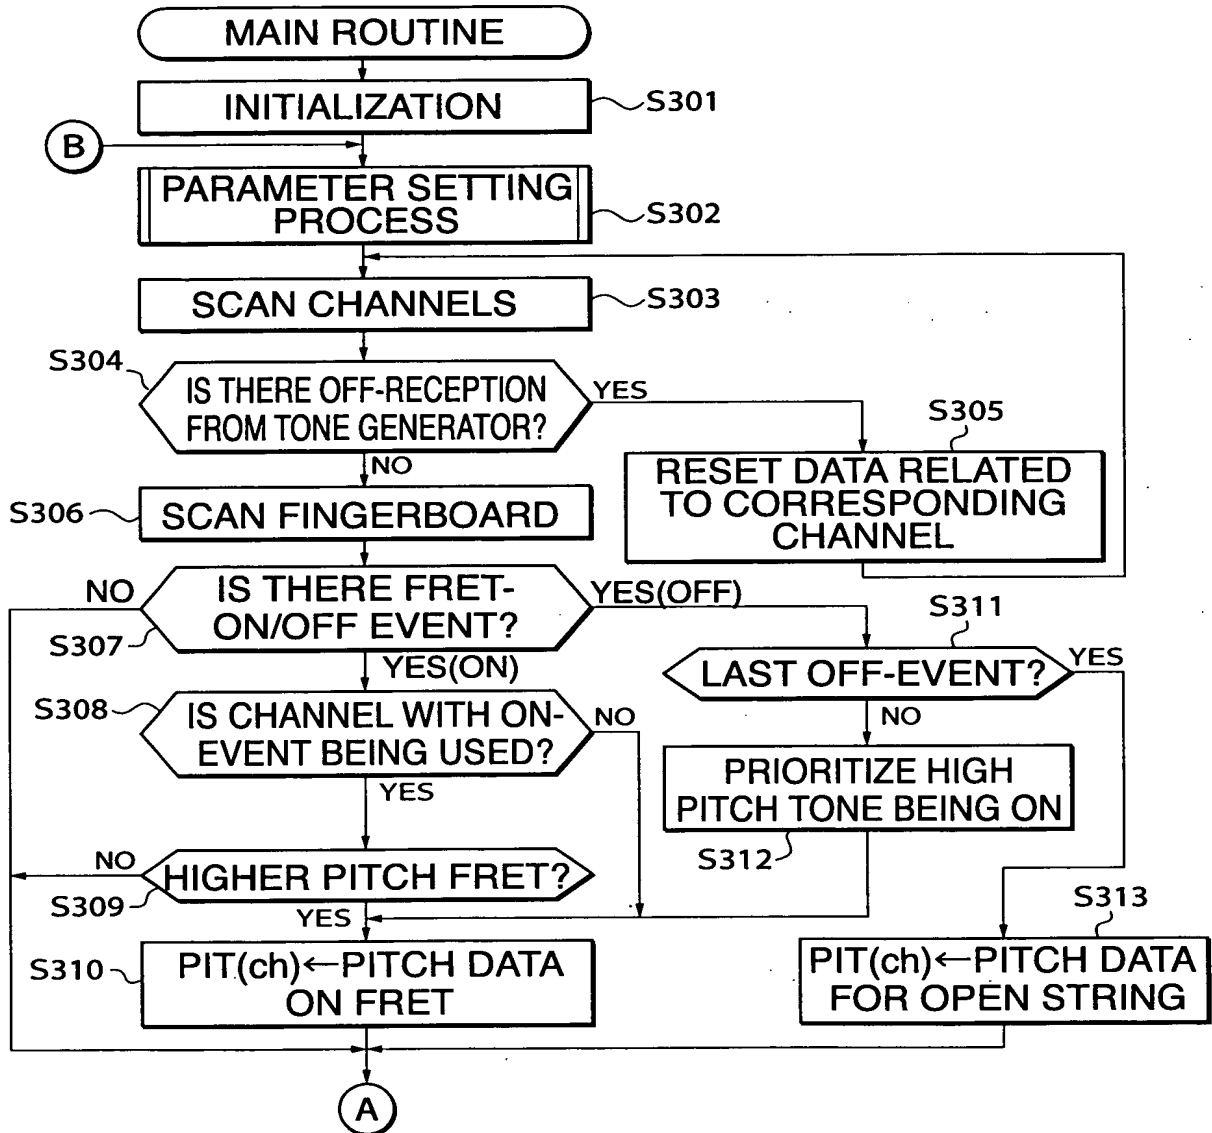 MAIN ROUTINE
INITIALIZATION
S301
B
PARAMETER SETTING
PROCESS
S302
SCAN CHANNELS
S303
S304
IS THERE OFF-RECEPTION
FROM TONE GENERATOR?
YES
NO
S305
RESET DATA RELATED
TO CORRESPONDING
CHANNEL
S306
SCAN FINGERBOARD
NO
IS THERE FRET-
ON/OFF EVENT?
YES(OFF)
S307
YES(ON)
S311
LAST OFF-EVENT?
YES
NO
S308
IS CHANNEL WITH ON-
EVENT BEING USED?
NO
YES
PRIORITIZE HIGH
PITCH TONE BEING ON
S312
NO
HIGHER PITCH FRET?
S309
YES
S310
PIT(ch)←PITCH DATA
ON FRET
S313
PIT(ch)←PITCH DATA
FOR OPEN STRING
A